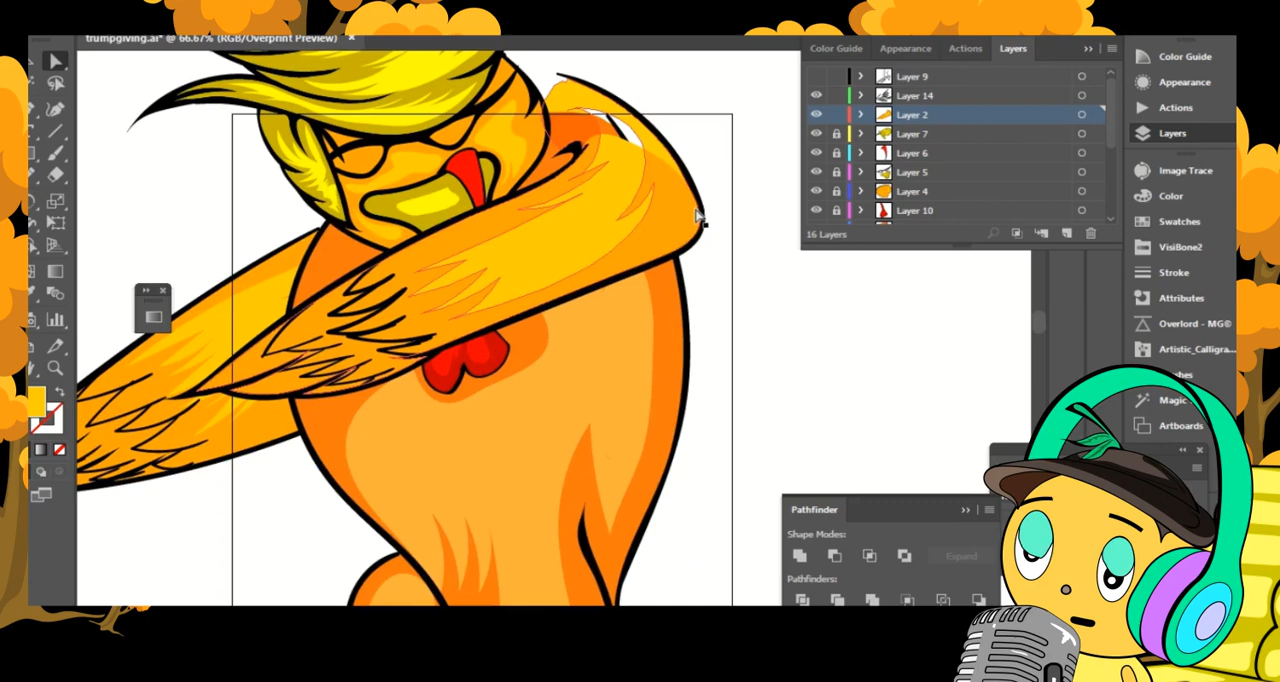 trumpgiving.ai* @ 66.67% (RGB/Overprint Preview) ×
Color Guide Appearance Actions Layers
Layer 9
Layer 14
Layer 2
Layer 7
Layer 6
Layer 5
Layer 4
Layer 10
16 Layers
Color Guide
Appearance
Actions
Layers
Image Trace
Color
Swatches
VisiBone2
Stroke
Attributes
Overlord - MG®
Artistic_Calligra...
Magic
Artboards
Pathfinder
Shape Modes:
Expand
Pathfinders: